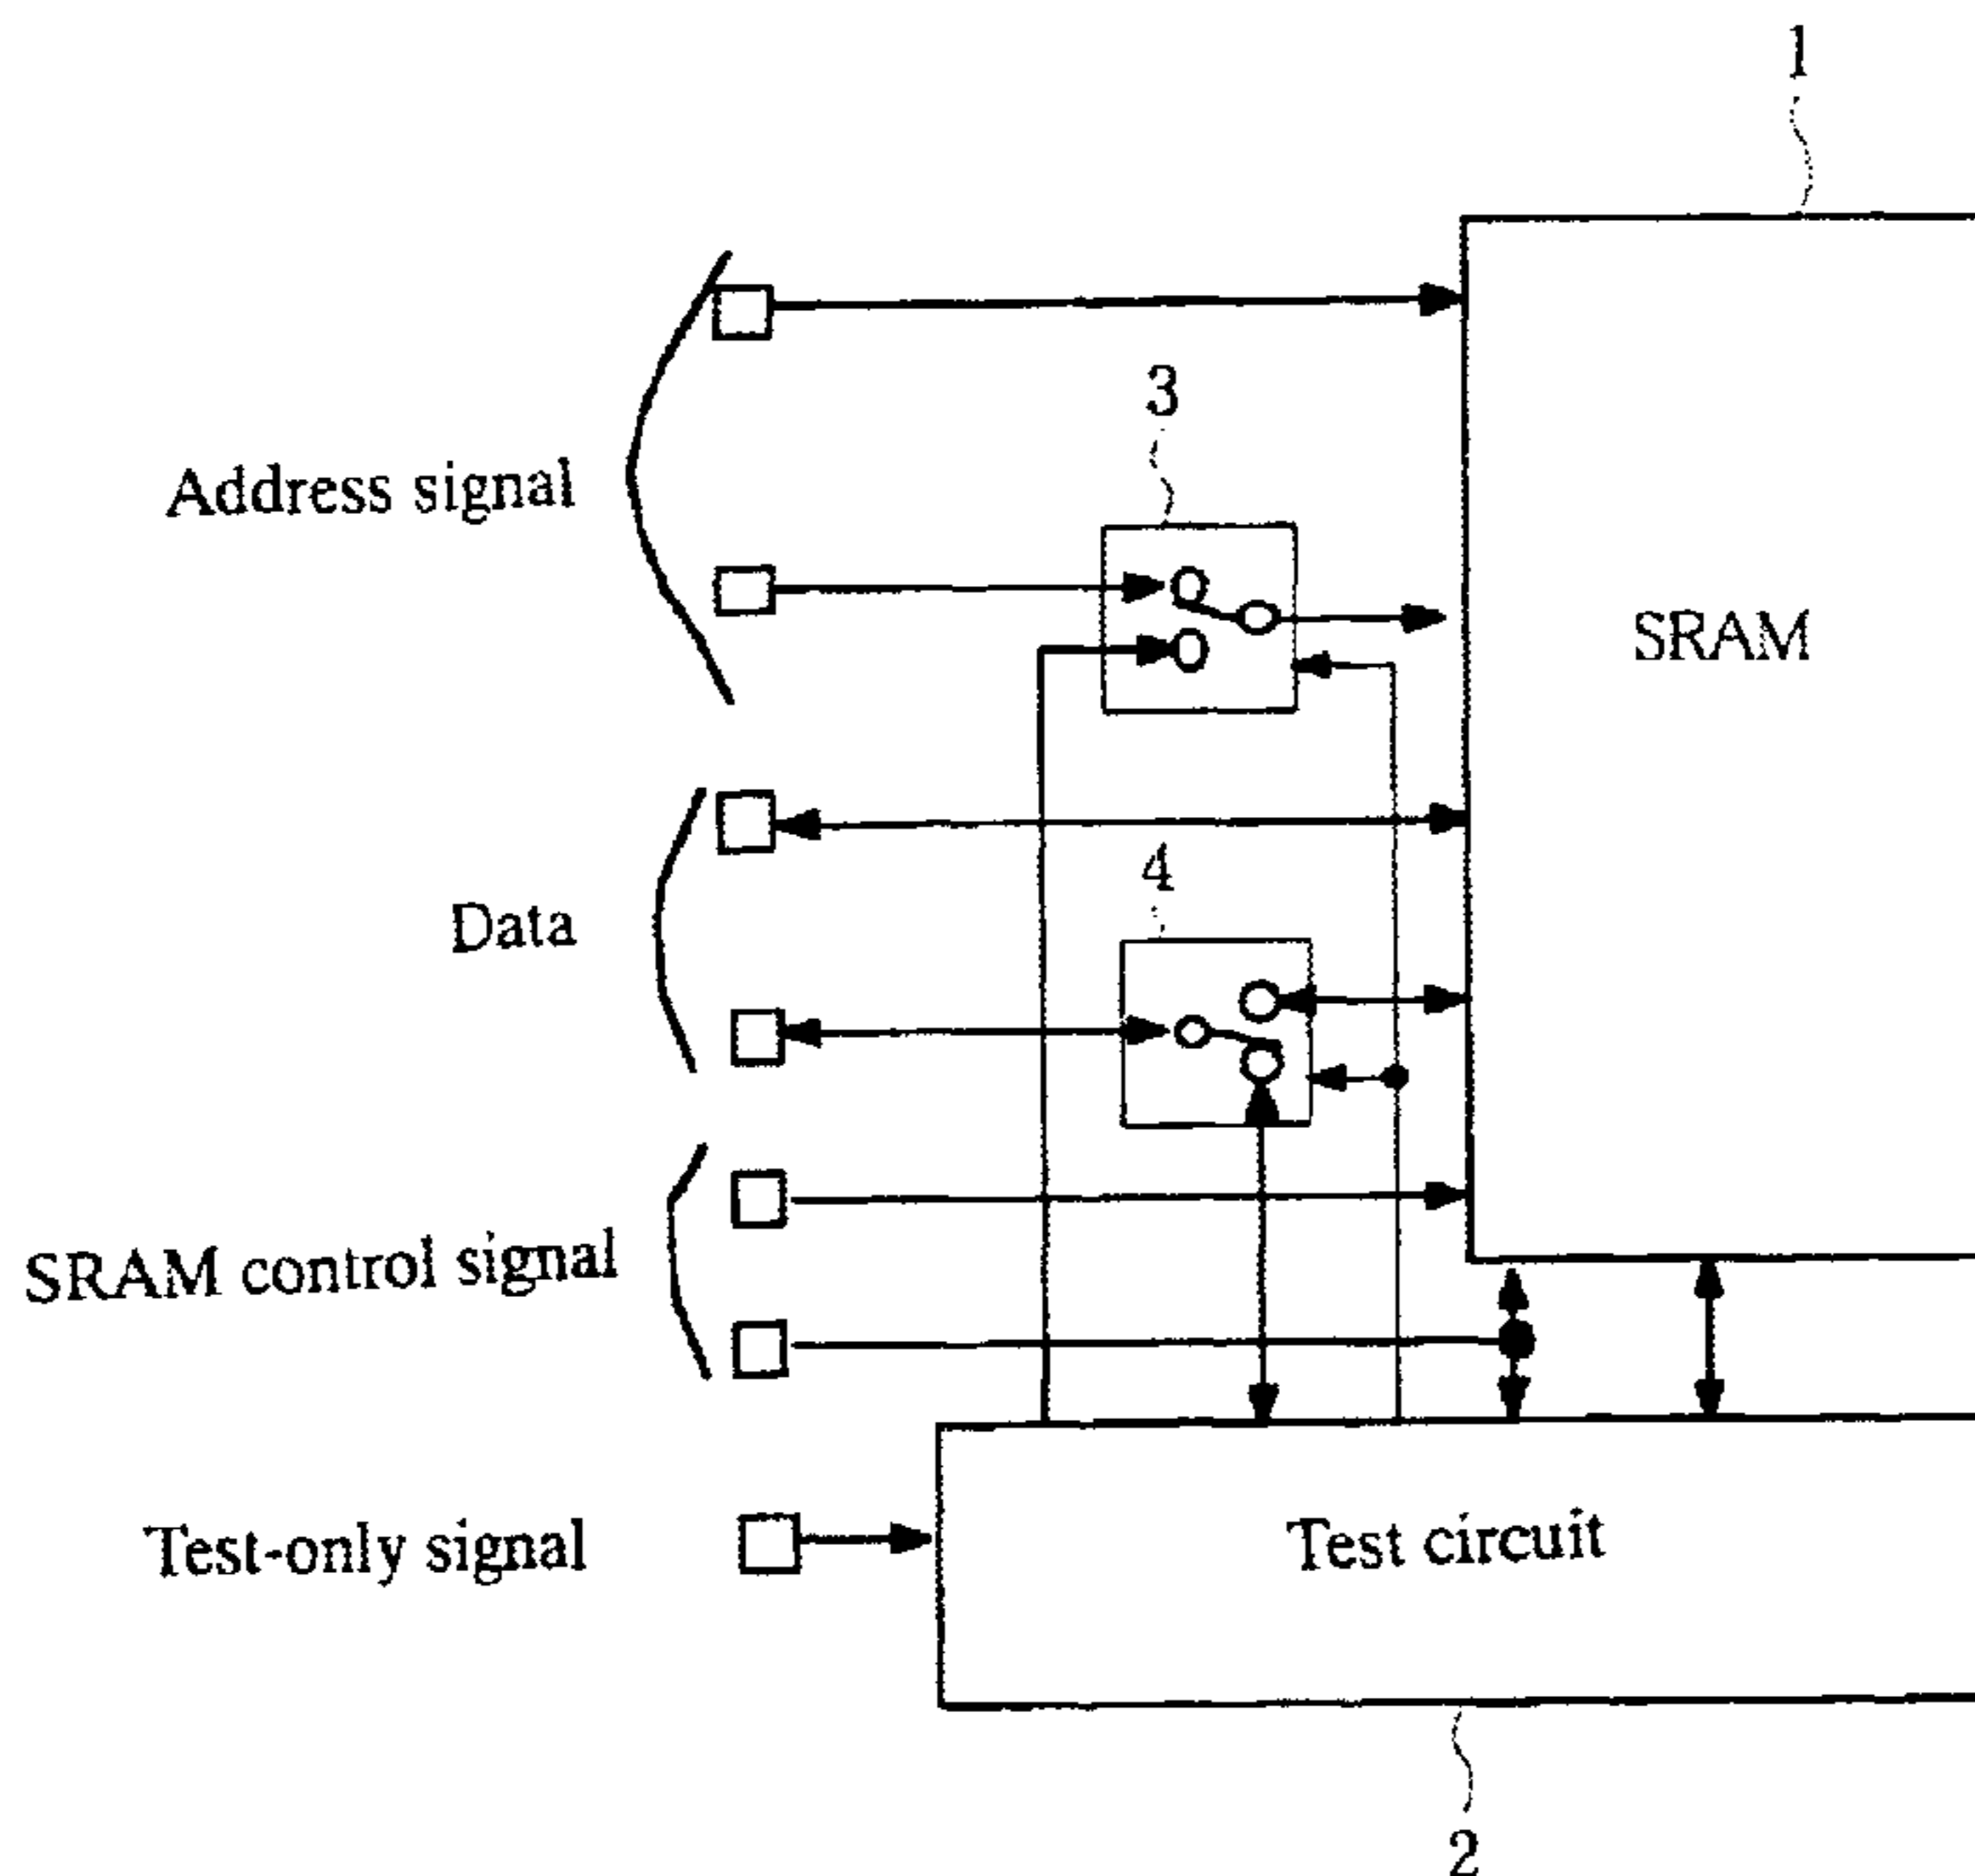 1
3
Address signal
SRAM
Data
4
SRAM control signal
Test-only signal
Test circuit
2